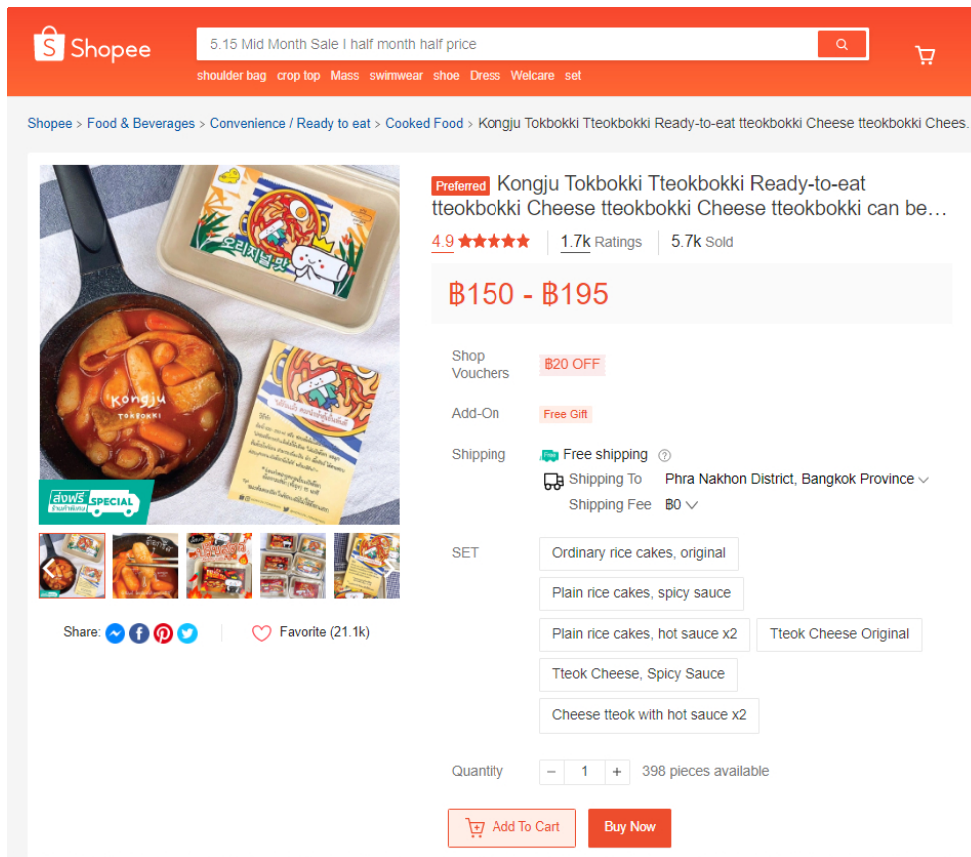 Shopee
5.15 Mid Month Sale I half month half price
shoulder bag crop top Mass swimwear shoe Dress Welcare set
Shopee > Food & Beverages > Convenience / Ready to eat > Cooked Food > Kongju Tokbokki Tteokbokki Ready-to-eat tteokbokki Cheese tteokbokki Chees.
오리지널맛
Kongju
TOKBOKKI
ส่งฟรี
SPECIAL
Share:
Favorite (21.1k)
Preferred Kongju Tokbokki Tteokbokki Ready-to-eat
tteokbokki Cheese tteokbokki Cheese tteokbokki can be…
4.9 1.7k Ratings 5.7k Sold
฿150 - ฿195
Shop
Vouchers
฿20 OFF
Add-On Free Gift
Shipping Free shipping ?
Shipping To Phra Nakhon District, Bangkok Province
Shipping Fee ฿0
SET Ordinary rice cakes, original
Plain rice cakes, spicy sauce
Plain rice cakes, hot sauce x2 Tteok Cheese Original
Tteok Cheese, Spicy Sauce
Cheese tteok with hot sauce x2
Quantity − 1 + 398 pieces available
Add To Cart Buy Now